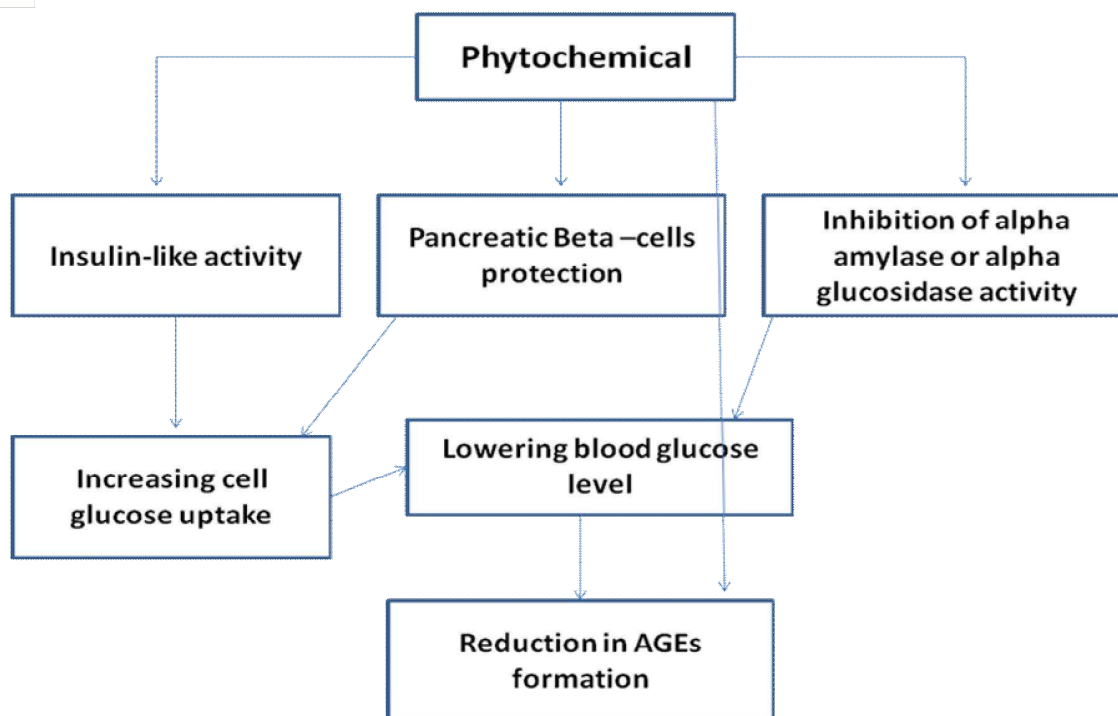 Phytochemical
Insulin-like activity
Pancreatic Beta –cells
protection
Inhibition of alpha
amylase or alpha
glucosidase activity
Increasing cell
glucose uptake
Lowering blood glucose
level
Reduction in AGEs
formation